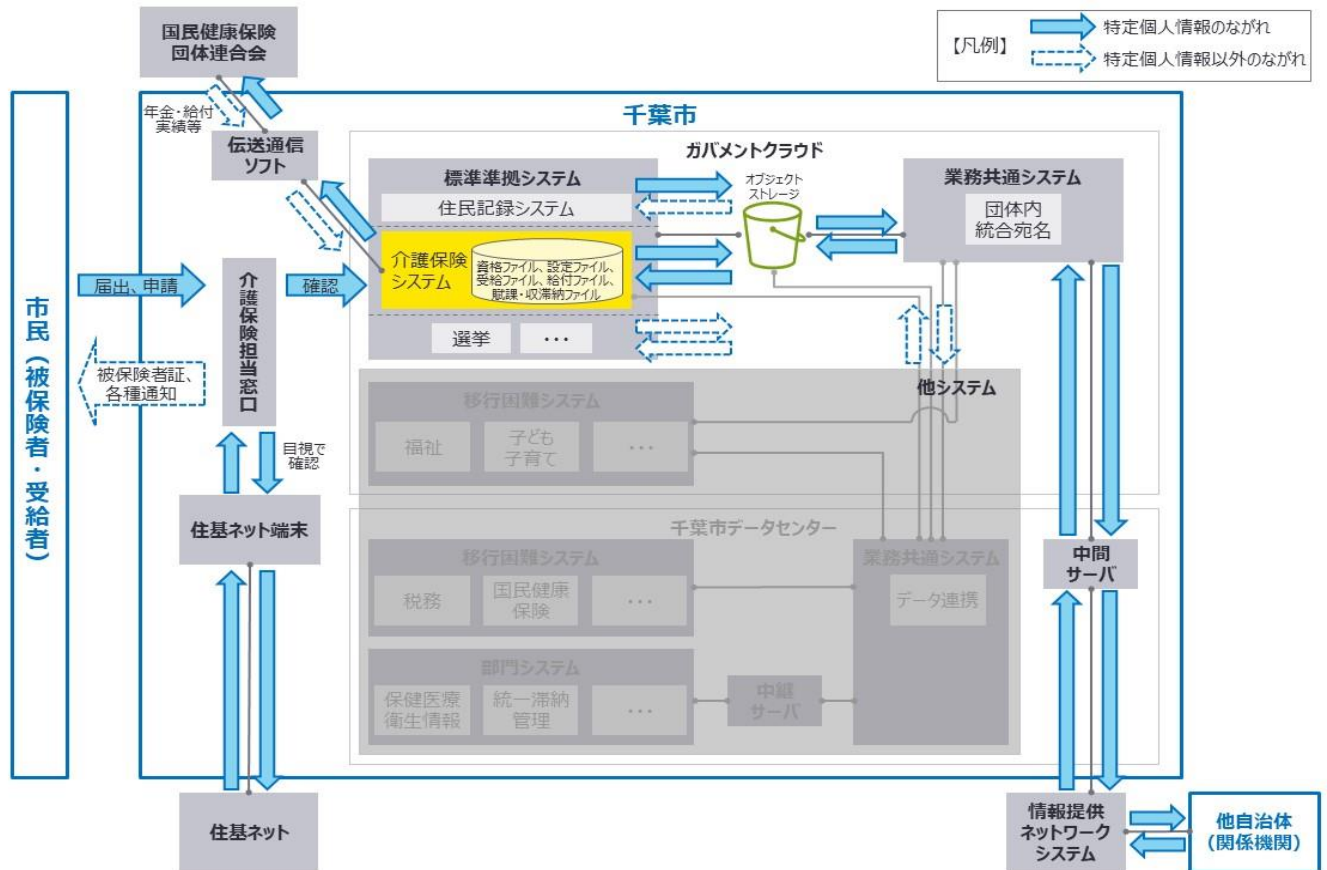 国民健康保険
団体連合会
【凡例】
特定個人情報のながれ
特定個人情報以外のながれ
千葉市
年金・給付
実績等
伝送通信
ソフト
ガバメントクラウド
標準準拠システム
住民記録システム
オブジェクト
ストレージ
業務共通システム
団体内
統合宛名
介護保険
システム
資格ファイル、設定ファイル、
受給ファイル、給付ファイル、
賦課・収滞納ファイル
選挙
･･･
市民（被保険者・受給者）
届出、申請
介護保険担当窓口
確認
被保険者証、
各種通知
目視で
確認
他システム
移行困難システム
福祉
子ども
子育て
･･･
住基ネット端末
千葉市データセンター
移行困難システム
税務
国民健康
保険
･･･
業務共通システム
データ連携
中間
サーバ
部門システム
保健医療
衛生情報
統一滞納
管理
･･･
中継
サーバ
住基ネット
情報提供
ネットワーク
システム
他自治体
(関係機関)